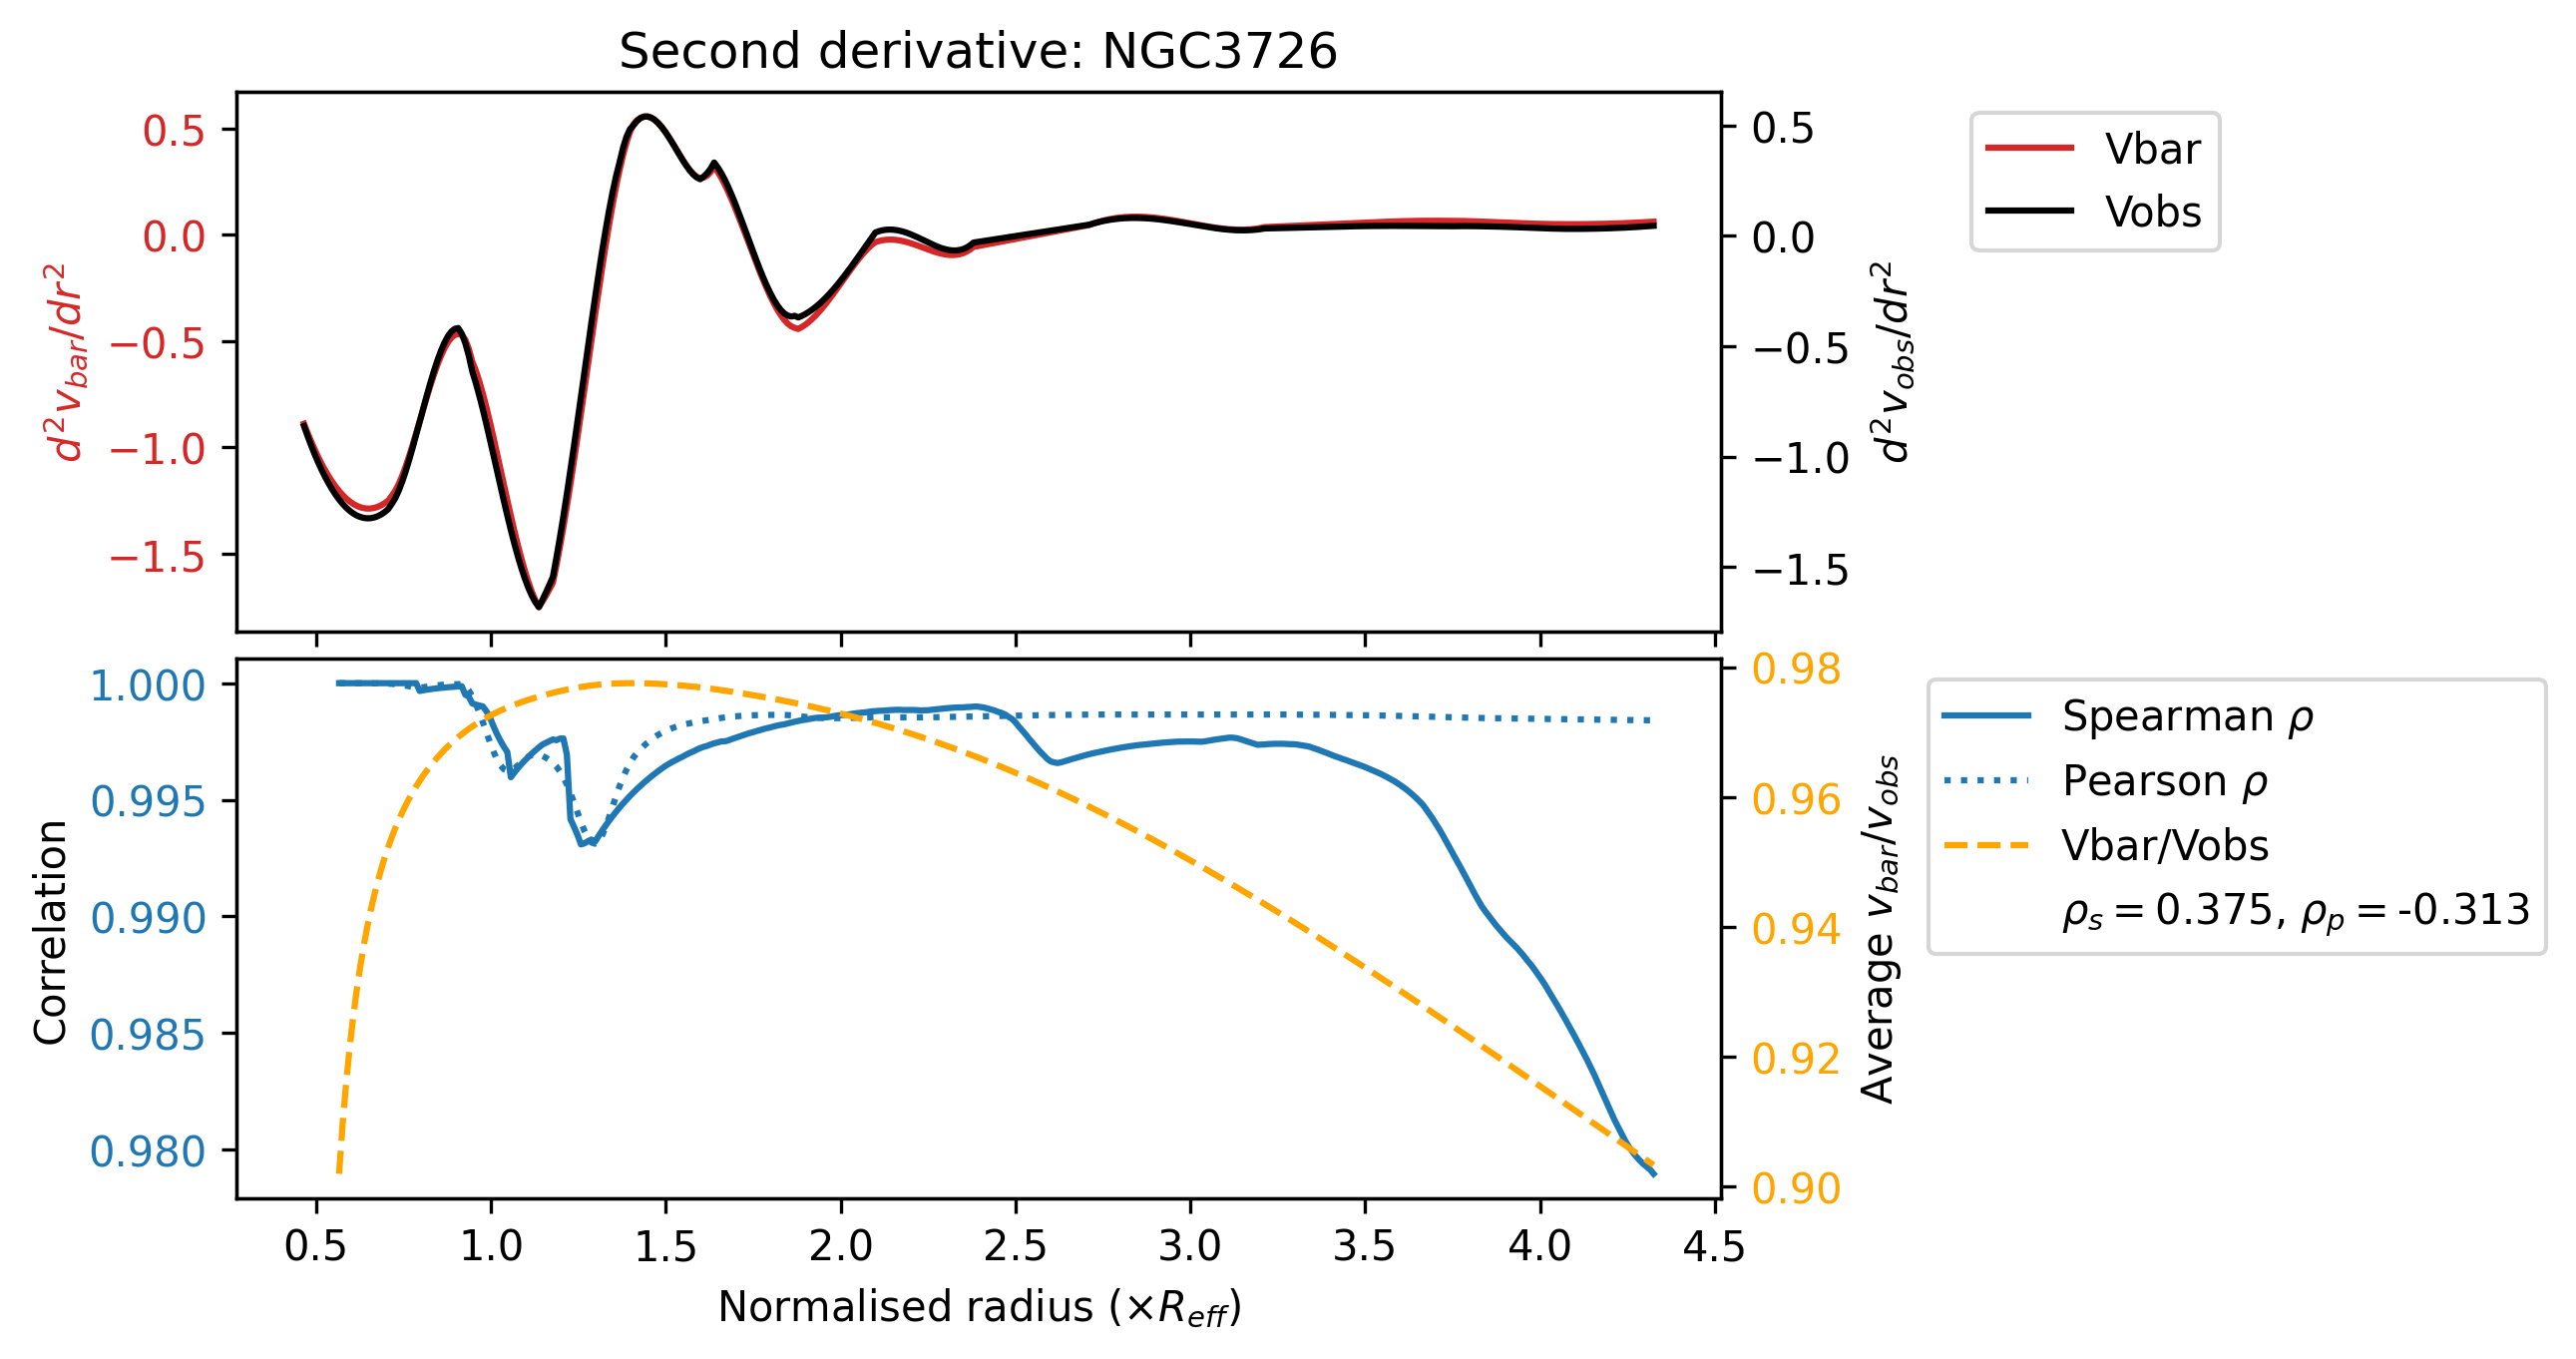 Second derivative: NGC3726
0.5
0.0
−0.5
−1.0
−1.5
d²v_bar/dr²
0.5
0.0
−0.5
−1.0
−1.5
d²v_obs/dr²
Vbar
Vobs
1.000
0.995
0.990
0.985
0.980
Correlation
0.98
0.96
0.94
0.92
0.90
Average v_bar/v_obs
Spearman ρ
Pearson ρ
Vbar/Vobs
ρ_s = 0.375, ρ_p = -0.313
0.5 1.0 1.5 2.0 2.5 3.0 3.5 4.0 4.5
Normalised radius (×R_eff)